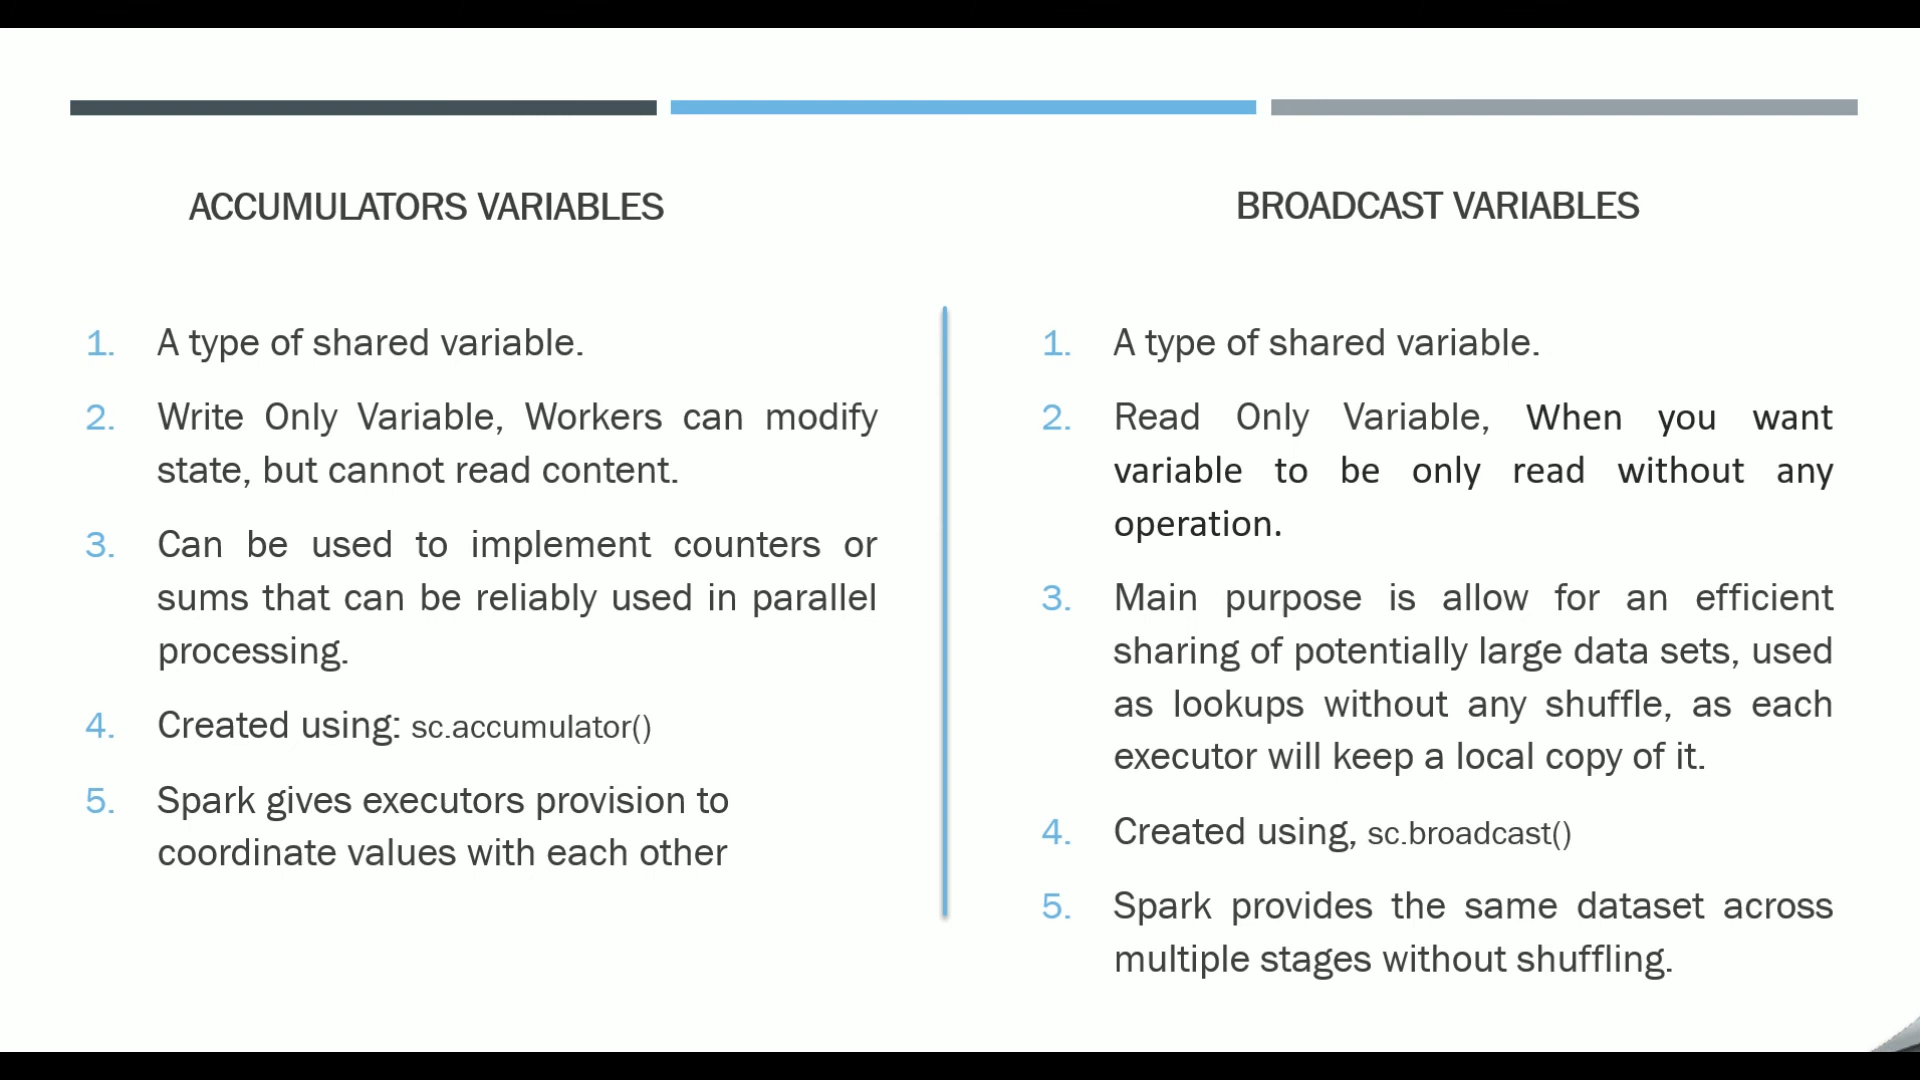 ACCUMULATORS VARIABLES
1. A type of shared variable.
2. Write Only Variable, Workers can modify
state, but cannot read content.
3. Can be used to implement counters or
sums that can be reliably used in parallel
processing.
4. Created using: sc.accumulator()
5. Spark gives executors provision to
coordinate values with each other
BROADCAST VARIABLES
1. A type of shared variable.
2. Read Only Variable, When you want
variable to be only read without any
operation.
3. Main purpose is allow for an efficient
sharing of potentially large data sets, used
as lookups without any shuffle, as each
executor will keep a local copy of it.
4. Created using, sc.broadcast()
5. Spark provides the same dataset across
multiple stages without shuffling.